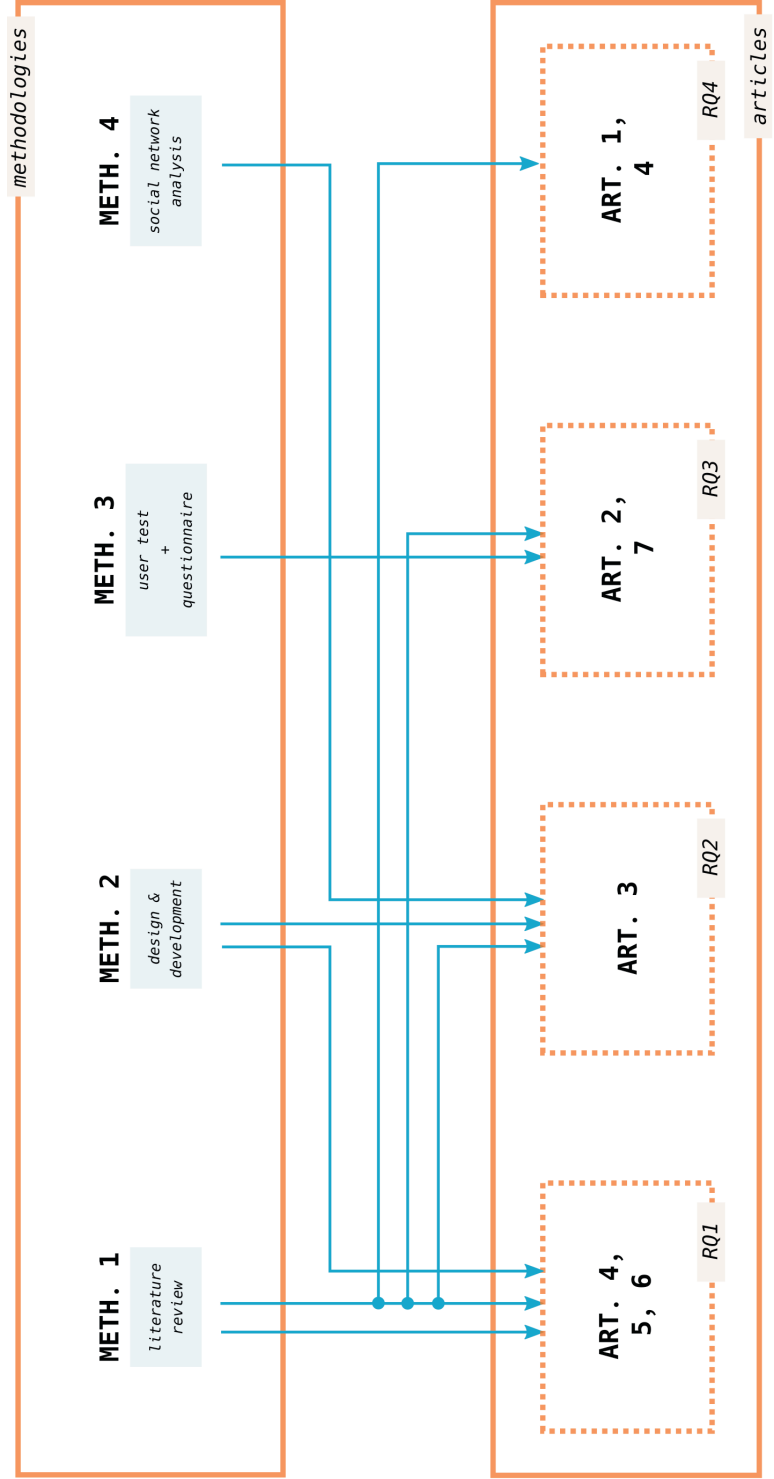 methodologies
METH. 1
literature
review
METH. 2
design &
development
METH. 3
user test
+
questionnaire
METH. 4
social network
analysis
ART. 4,
5, 6
RQ1
ART. 3
RQ2
ART. 2,
7
RQ3
ART. 1,
4
RQ4
articles